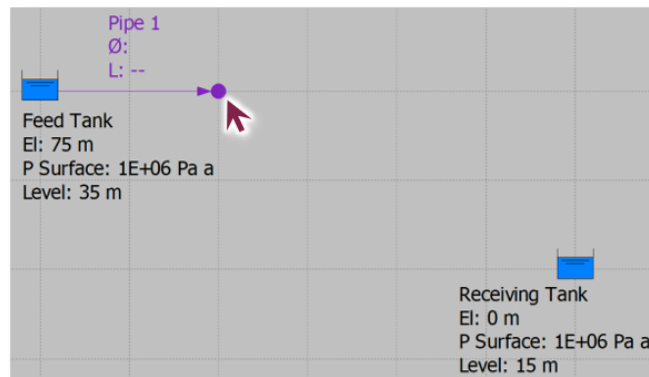 Pipe 1
Ø:
L: --
Feed Tank
El: 75 m
P Surface: 1E+06 Pa a
Level: 35 m
Receiving Tank
El: 0 m
P Surface: 1E+06 Pa a
Level: 15 m